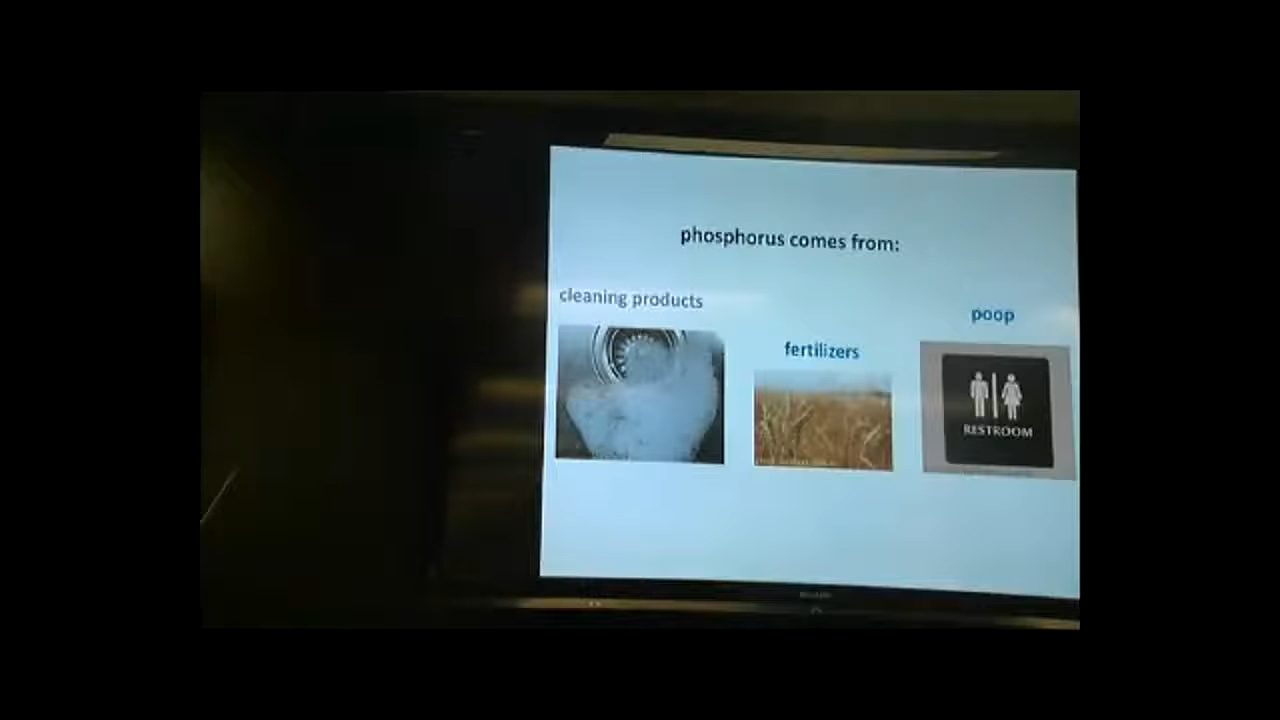 phosphorus comes from:
cleaning products
fertilizers
poop
RESTROOM